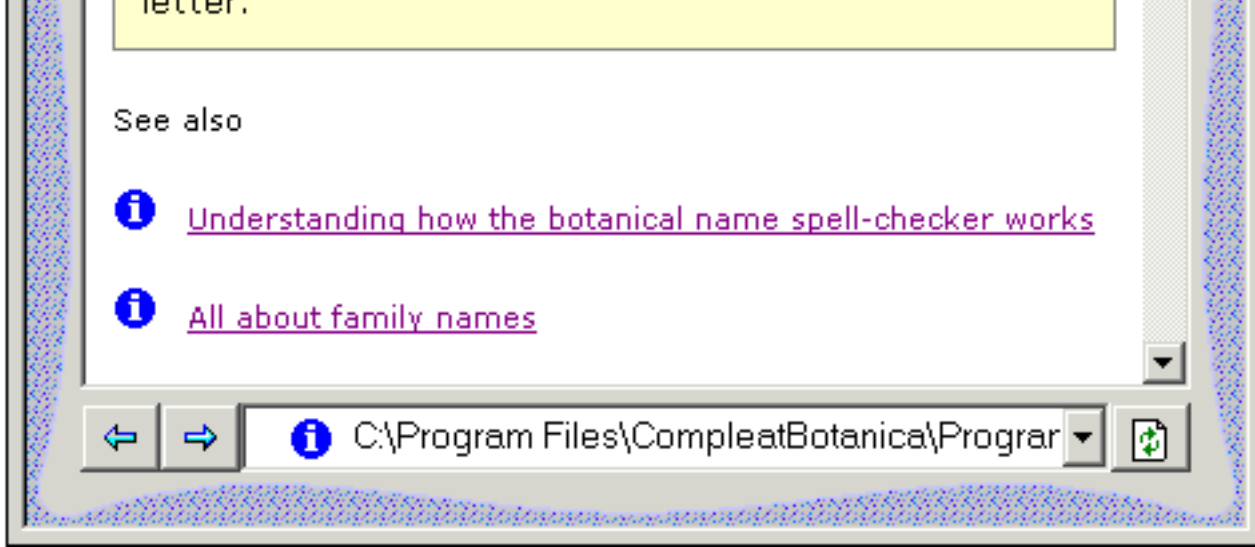 letter.
See also
Understanding how the botanical name spell-checker works
All about family names
C:\Program Files\CompleatBotanica\Prograr